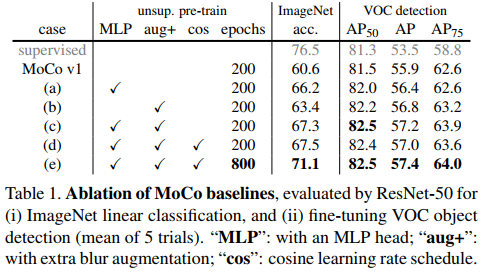 unsup. pre-train ImageNet VOC detection
case MLP aug+ cos epochs acc. AP50 AP AP75
supervised 76.5 81.3 53.5 58.8
MoCo v1 200 60.6 81.5 55.9 62.6
(a) ✓ 200 66.2 82.0 56.4 62.6
(b) ✓ 200 63.4 82.2 56.8 63.2
(c) ✓ ✓ 200 67.3 82.5 57.2 63.9
(d) ✓ ✓ ✓ 200 67.5 82.4 57.0 63.6
(e) ✓ ✓ ✓ 800 71.1 82.5 57.4 64.0
Table 1. Ablation of MoCo baselines, evaluated by ResNet-50 for
(i) ImageNet linear classification, and (ii) fine-tuning VOC object
detection (mean of 5 trials). “MLP”: with an MLP head; “aug+”:
with extra blur augmentation; “cos”: cosine learning rate schedule.